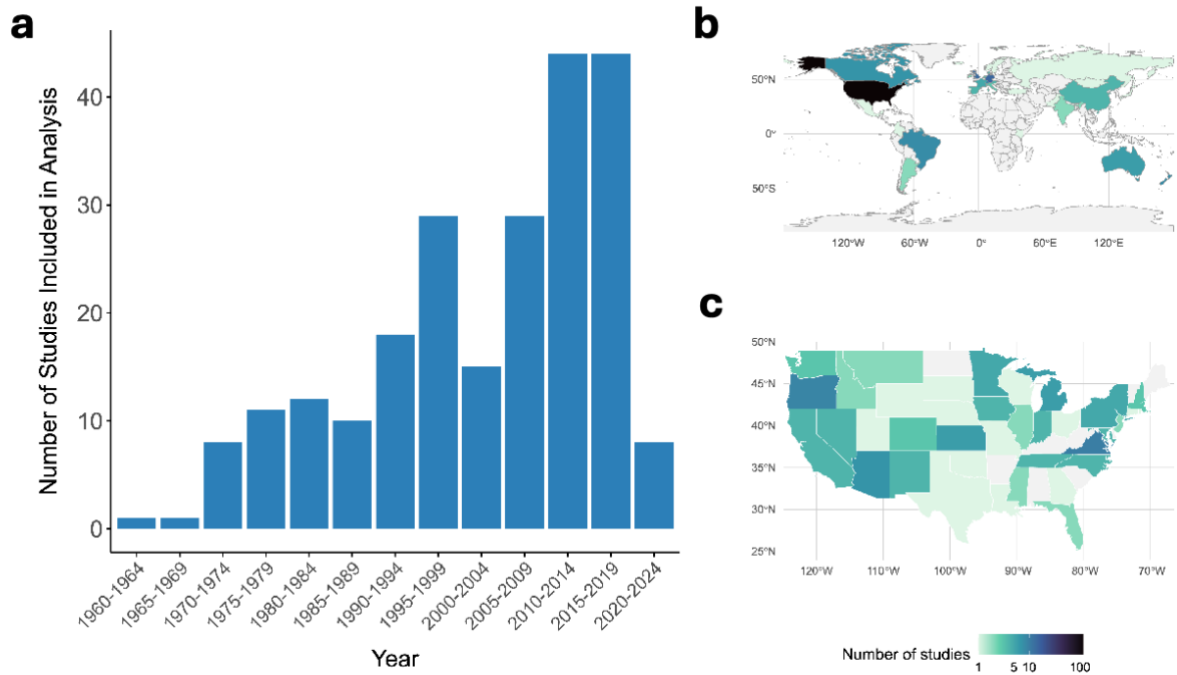 a
Number of Studies Included in Analysis
40
30
20
10
0
1960-1964
1965-1969
1970-1974
1975-1979
1980-1984
1985-1989
1990-1994
1995-1999
2000-2004
2005-2009
2010-2014
2015-2019
2020-2024
Year
b
50°N
0°
50°S
120°W 60°W 0° 60°E 120°E
c
50°N
45°N
40°N
35°N
30°N
25°N
120°W 110°W 100°W 90°W 80°W 70°W
Number of studies
1 5 10 100